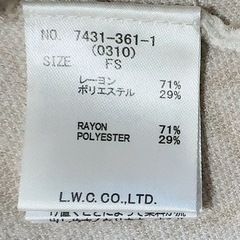 NO. 7431-361-1
(0310)
SIZE FS
レーヨン 71%
ポリエステル 29%
RAYON 71%
POLYESTER 29%
L.W.C. CO.,LTD.